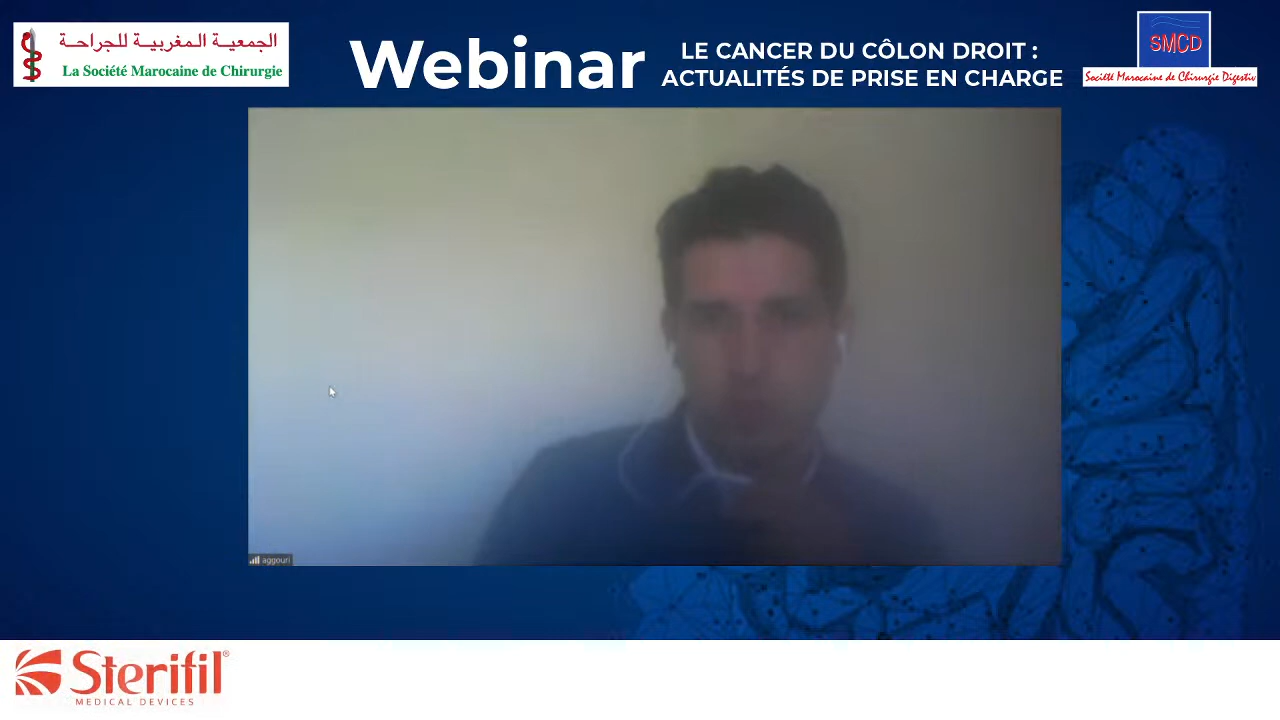 الجمعية المغربية للجراحة
La Société Marocaine de Chirurgie
Webinar
LE CANCER DU CÔLON DROIT :
ACTUALITÉS DE PRISE EN CHARGE
SMCD
Société Marocaine de Chirurgie Digestiv
aggouri
Sterifil®
MEDICAL DEVICES